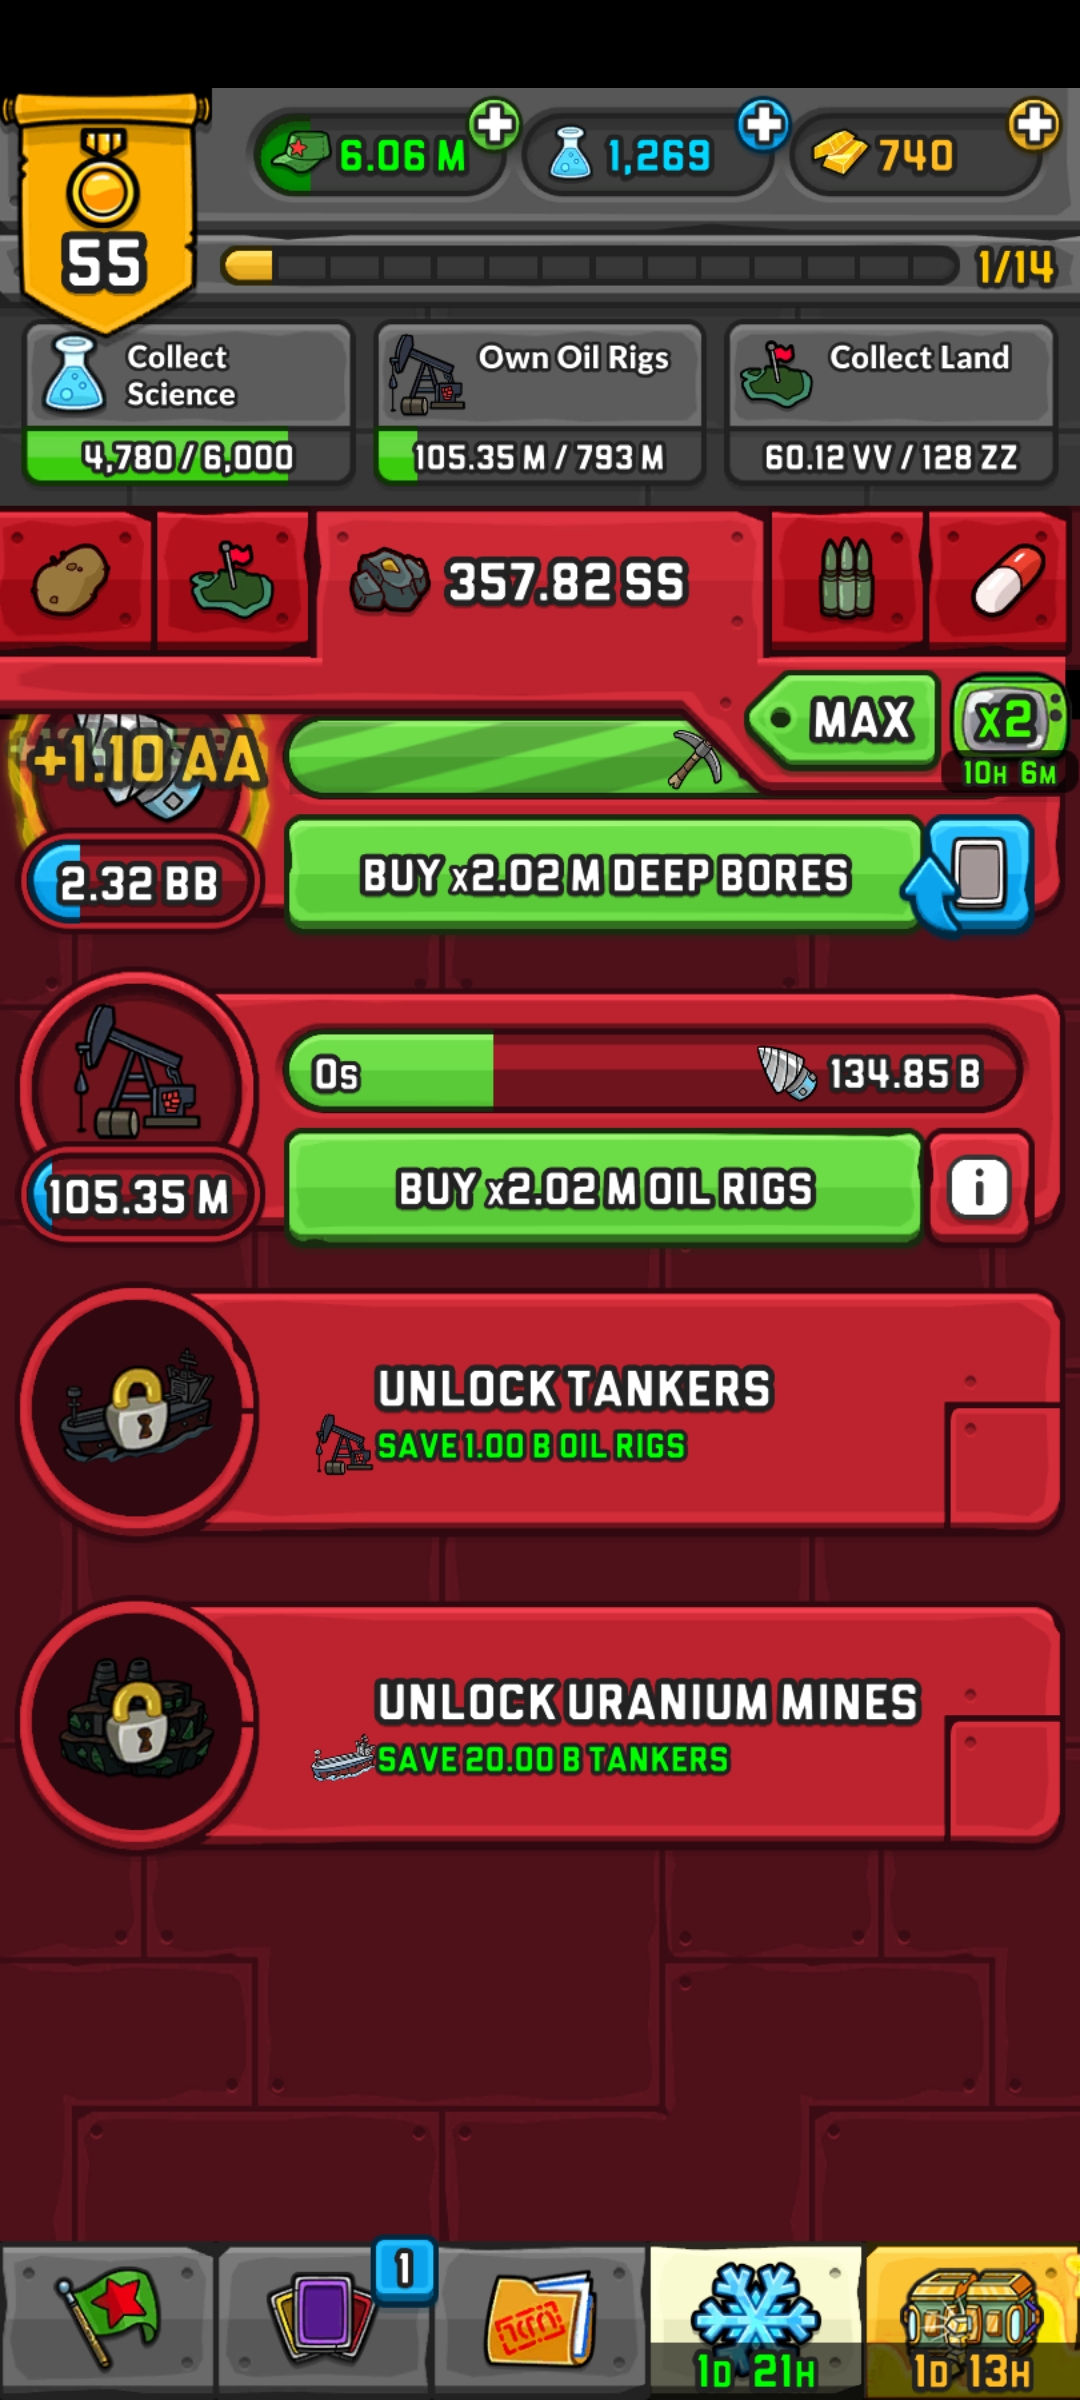 6.06 M
1,269
740
55
1/14
Collect
Science
Own Oil Rigs
Collect Land
4,780 / 6,000
105.35 M / 793 M
60.12 VV / 128 ZZ
357.82 SS
MAX
x2
10H 6M
+1.10 AA
2.32 BB
BUY x2.02 M DEEP BORES
0s
134.85 B
105.35 M
BUY x2.02 M OIL RIGS
i
UNLOCK TANKERS
SAVE 1.00 B OIL RIGS
UNLOCK URANIUM MINES
SAVE 20.00 B TANKERS
1
1D 21H
1D 13H